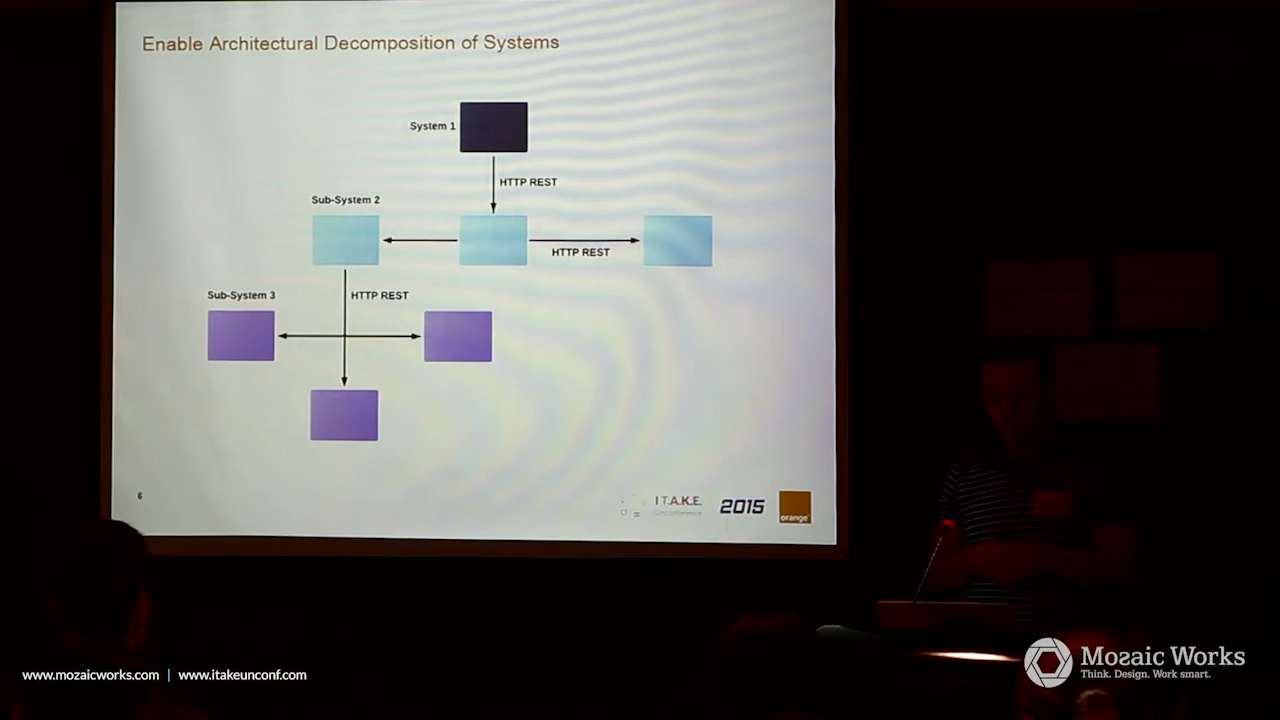 Enable Architectural Decomposition of Systems
System 1
HTTP REST
Sub-System 2
HTTP REST
Sub-System 3
HTTP REST
6
I.T.A.K.E.
Unconference
2015
orange
www.mozaicworks.com | www.itakeunconf.com
Mozaic Works
Think. Design. Work smart.